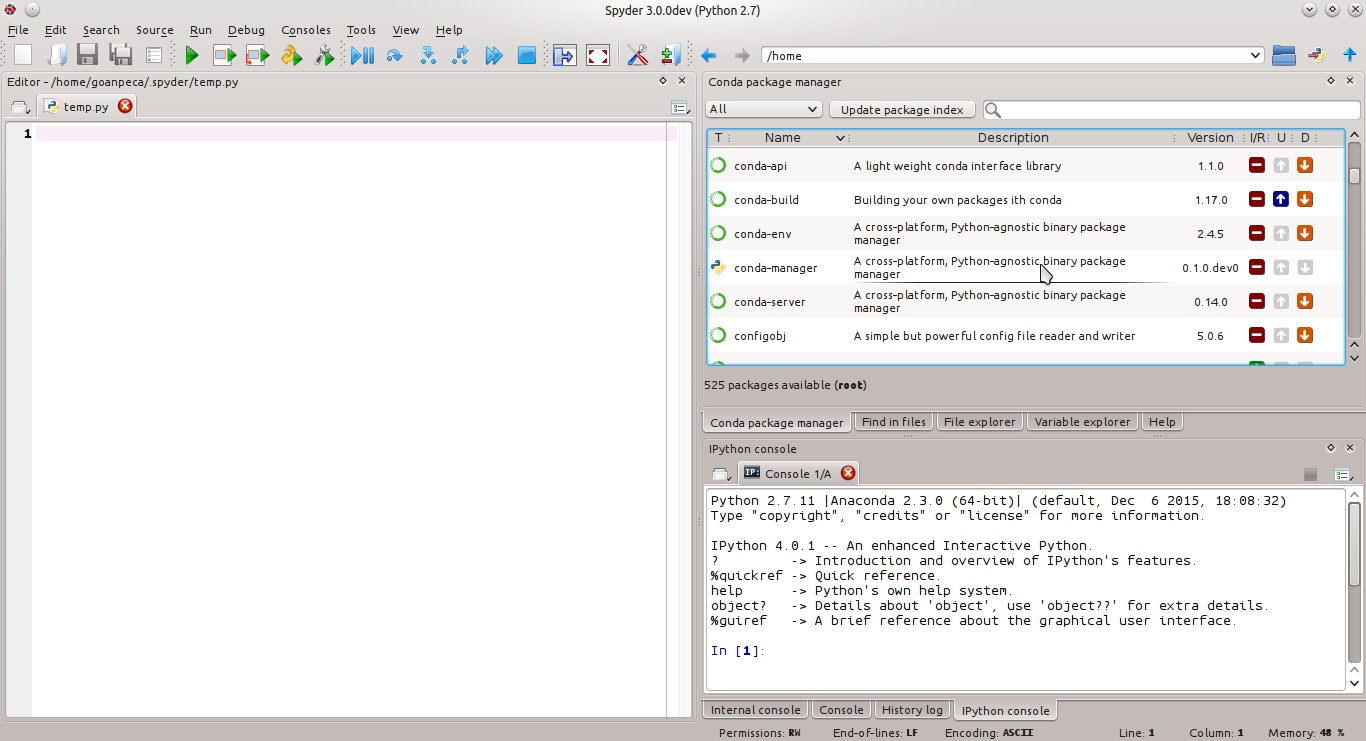 Spyder 3.0.0dev (Python 2.7)
File Edit Search Source Run Debug Consoles Tools View Help
/home
Editor - /home/goanpeca/.spyder/temp.py
temp.py
1
Conda package manager
All Update package index
T Name Description Version I/R U D
conda-api A light weight conda interface library 1.1.0
conda-build Building your own packages ith conda 1.17.0
conda-env A cross-platform, Python-agnostic binary package
manager 2.4.5
conda-manager A cross-platform, Python-agnostic binary package
manager 0.1.0.dev0
conda-server A cross-platform, Python-agnostic binary package
manager 0.14.0
configobj A simple but powerful config file reader and writer 5.0.6
525 packages available (root)
Conda package manager Find in files File explorer Variable explorer Help
IPython console
IP: Console 1/A
Python 2.7.11 |Anaconda 2.3.0 (64-bit)| (default, Dec  6 2015, 18:08:32)
Type "copyright", "credits" or "license" for more information.
IPython 4.0.1 -- An enhanced Interactive Python.
?         -> Introduction and overview of IPython's features.
%quickref -> Quick reference.
help      -> Python's own help system.
object?   -> Details about 'object', use 'object??' for extra details.
%guiref   -> A brief reference about the graphical user interface.
In [1]:
Internal console Console History log IPython console
Permissions: RW End-of-lines: LF Encoding: ASCII Line: 1 Column: 1 Memory: 48 %